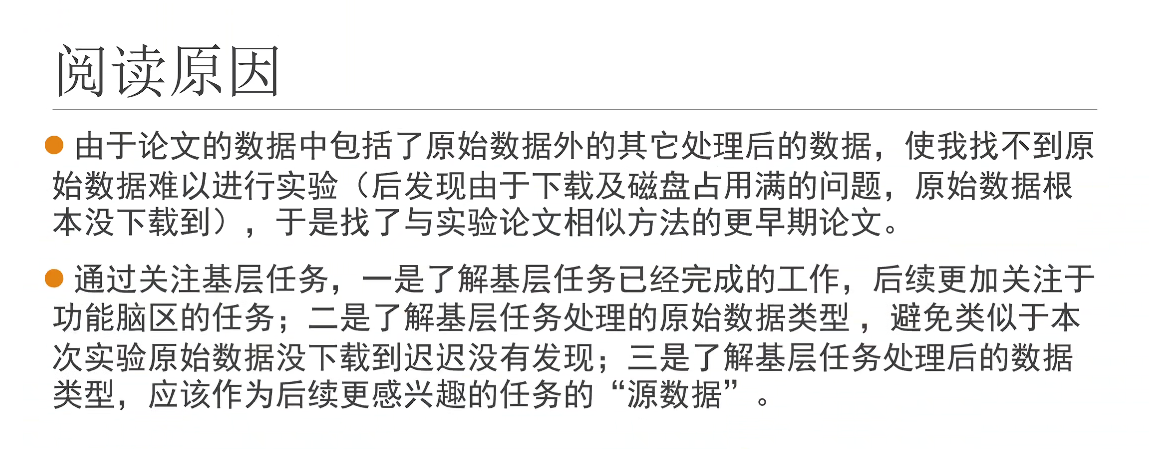 阅读原因
由于论文的数据中包括了原始数据外的其它处理后的数据，使我找不到原
始数据难以进行实验（后发现由于下载及磁盘占用满的问题，原始数据根
本没下载到），于是找了与实验论文相似方法的更早期论文。
通过关注基层任务，一是了解基层任务已经完成的工作，后续更加关注于
功能脑区的任务；二是了解基层任务处理的原始数据类型 ，避免类似于本
次实验原始数据没下载到迟迟没有发现；三是了解基层任务处理后的数据
类型，应该作为后续更感兴趣的任务的“源数据”。